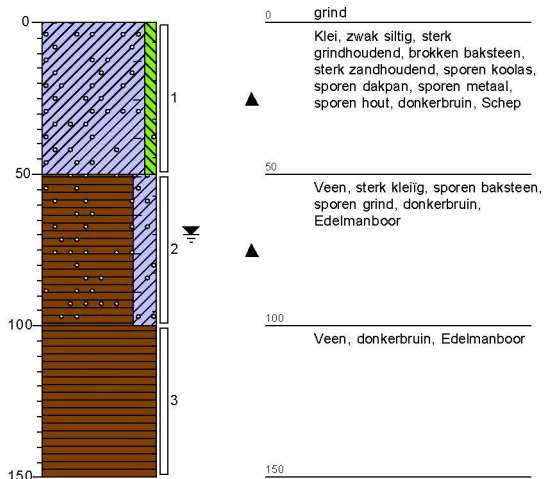 0
0
grind
Klei, zwak siltig, sterk
grindhoudend, brokken baksteen,
sterk zandhoudend, sporen koolas,
sporen dakpan, sporen metaal,
sporen hout, donkerbruin, Schep
1
50
50
Veen, sterk kleiïg, sporen baksteen,
sporen grind, donkerbruin,
Edelmanboor
2
100
100
Veen, donkerbruin, Edelmanboor
3
150
150